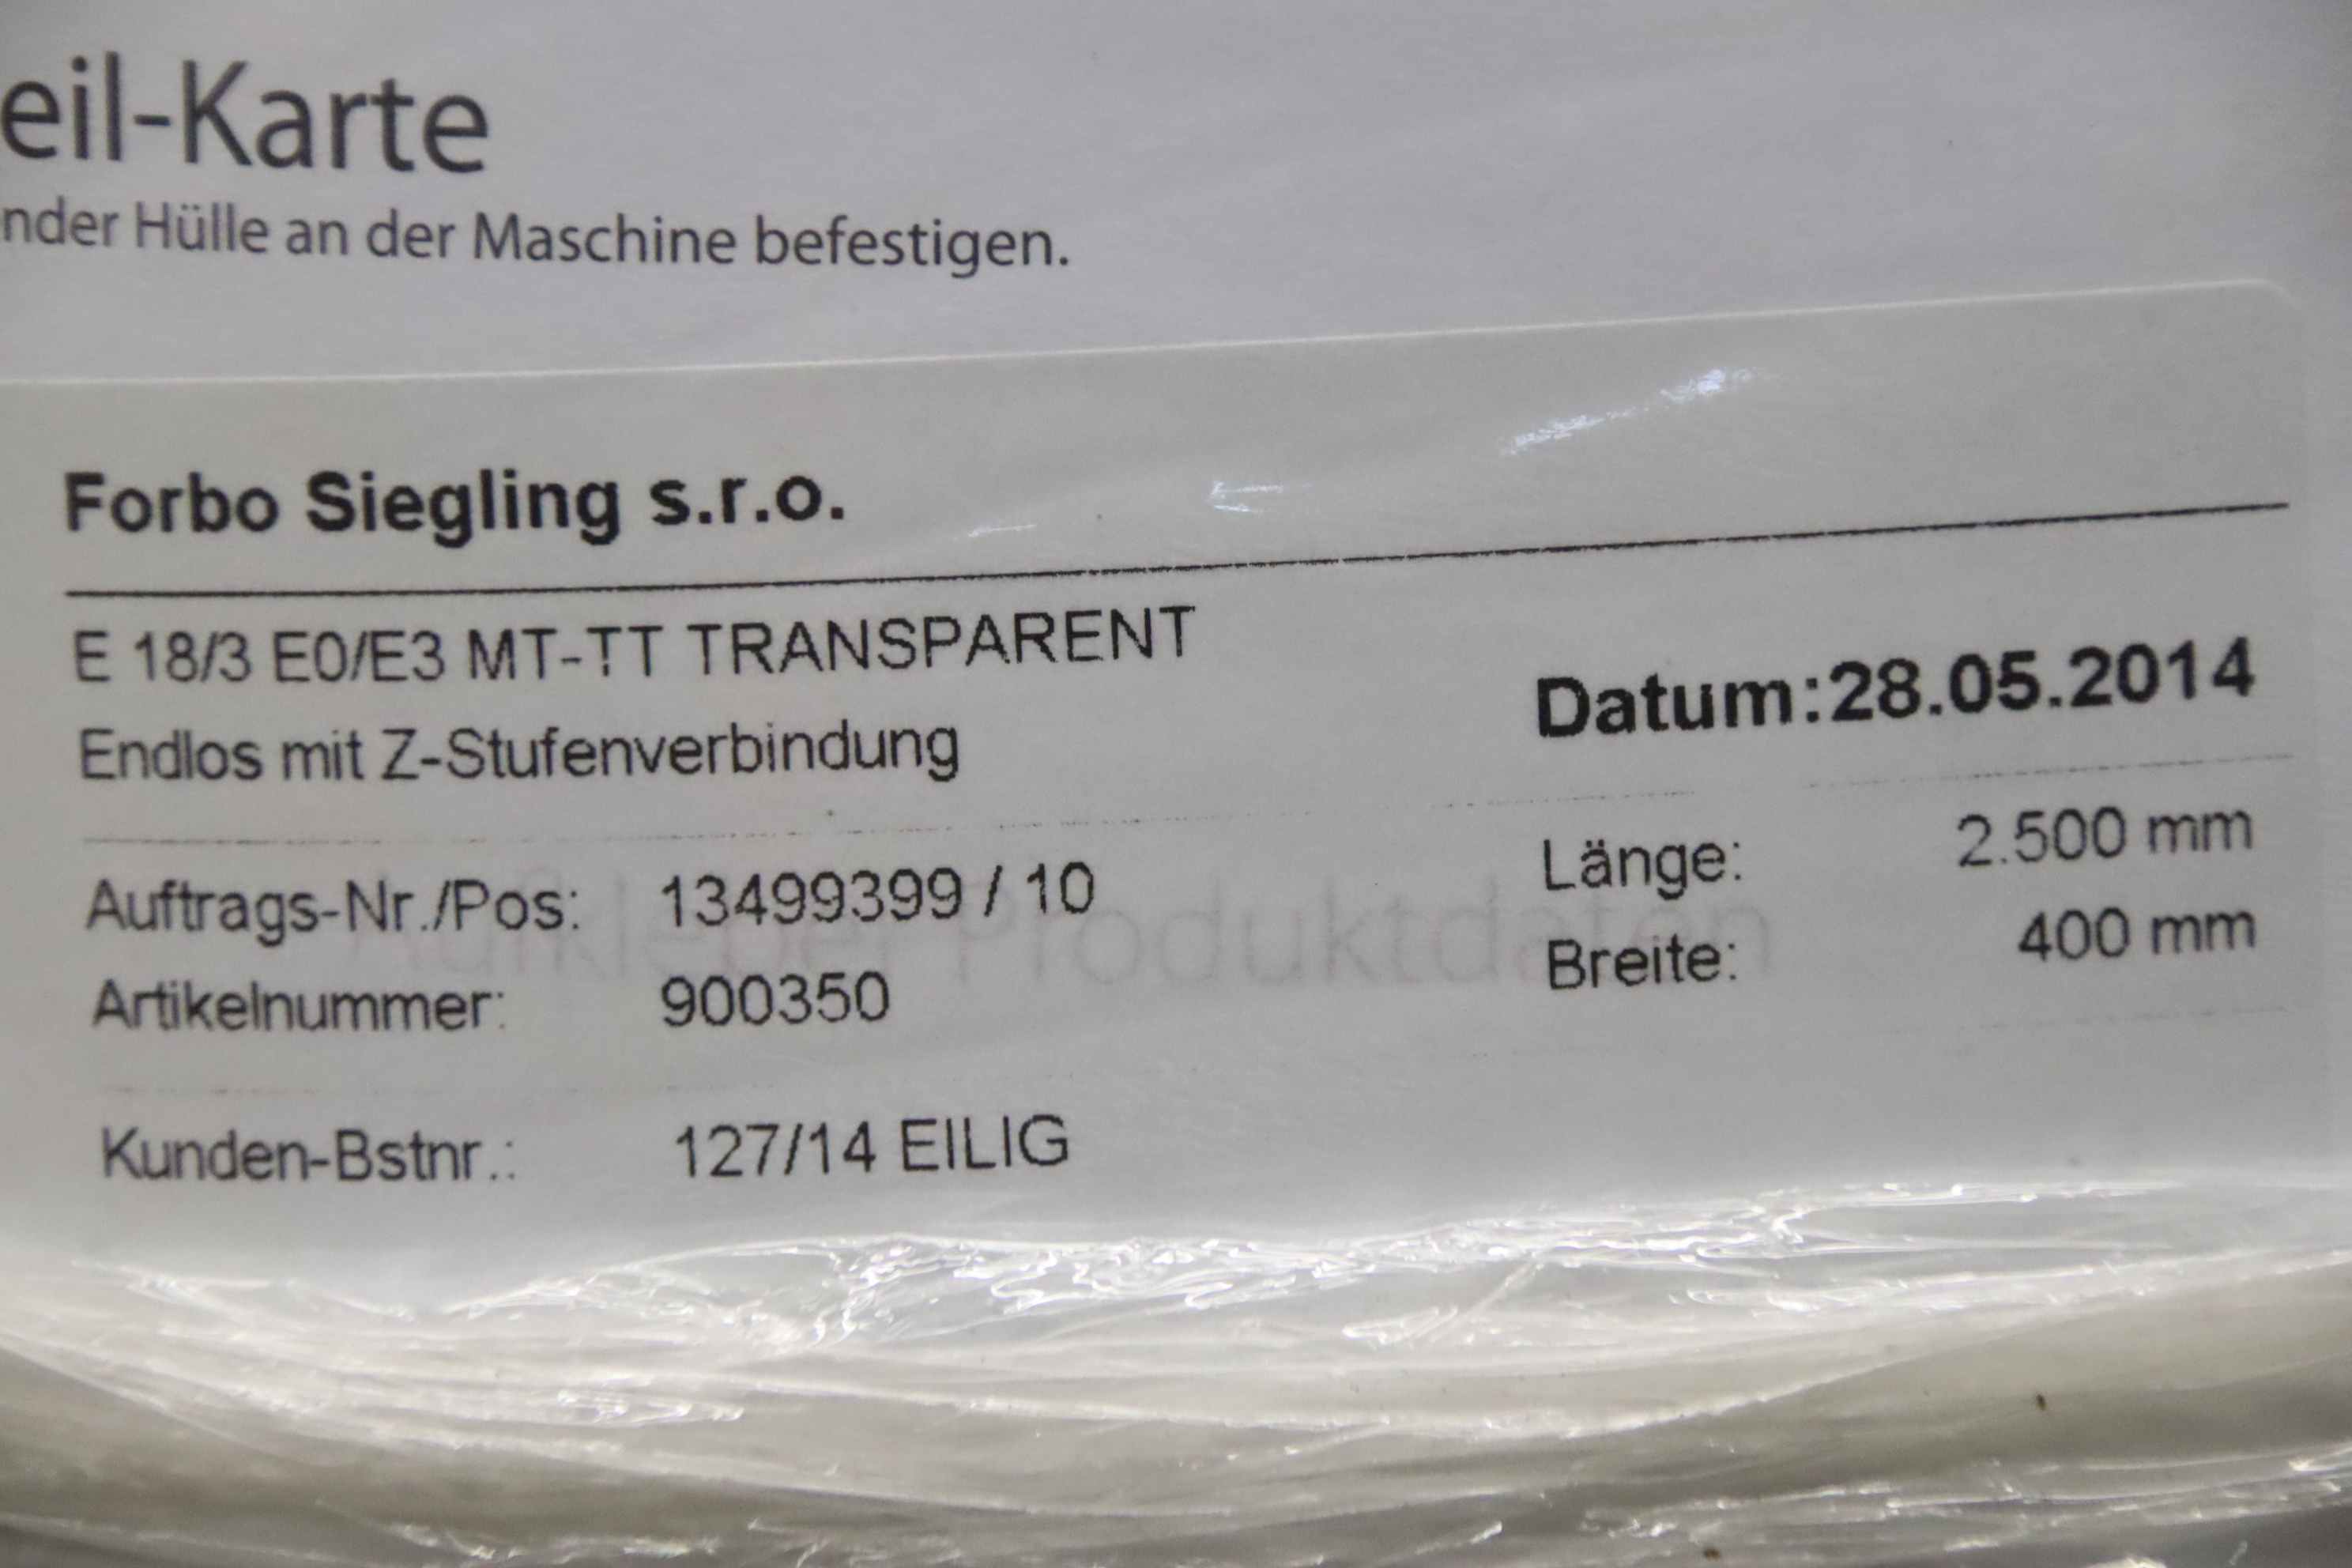 eil-Karte
nder Hülle an der Maschine befestigen.
Forbo Siegling s.r.o.
E 18/3 E0/E3 MT-TT TRANSPARENT
Endlos mit Z-Stufenverbindung
Datum:28.05.2014
Auftrags-Nr./Pos: 13499399 / 10
Länge: 2.500 mm
Aufkleber Produktdaten
Artikelnummer: 900350
Breite: 400 mm
Kunden-Bstnr.: 127/14 EILIG